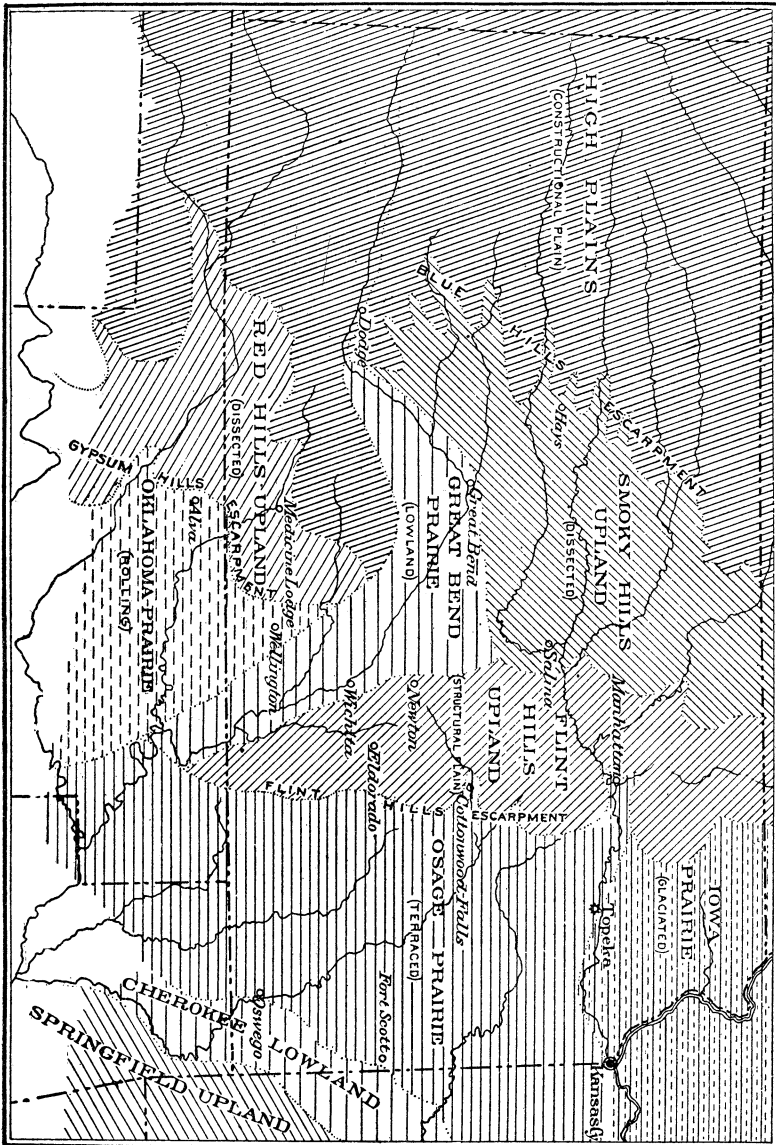 HIGH PLAINS
(CONSTRUCTIONAL PLAIN)
BLUE HILLS ESCARPMENT
Dodge
Hays
SMOKY HILLS
UPLAND
(DISSECTED)
Great Bend
GREAT BEND
PRAIRIE
(LOWLAND)
RED HILLS UPLAND
(DISSECTED)
Medicine Lodge
GYPSUM HILLS ESCARPMENT
Alva
OKLAHOMA PRAIRIE
(ROLLING)
Wellington
Wichita
Newton
Salina
Manhattan
FLINT
HILLS
UPLAND
(STRUCTURAL PLAIN)
Eldorado
Cottonwood Falls
FLINT HILLS ESCARPMENT
OSAGE PRAIRIE
(TERRACED)
IOWA
PRAIRIE
(GLACIATED)
Topeka
Kansas Cy
Fort Scott
Oswego
CHEROKEE LOWLAND
SPRINGFIELD UPLAND